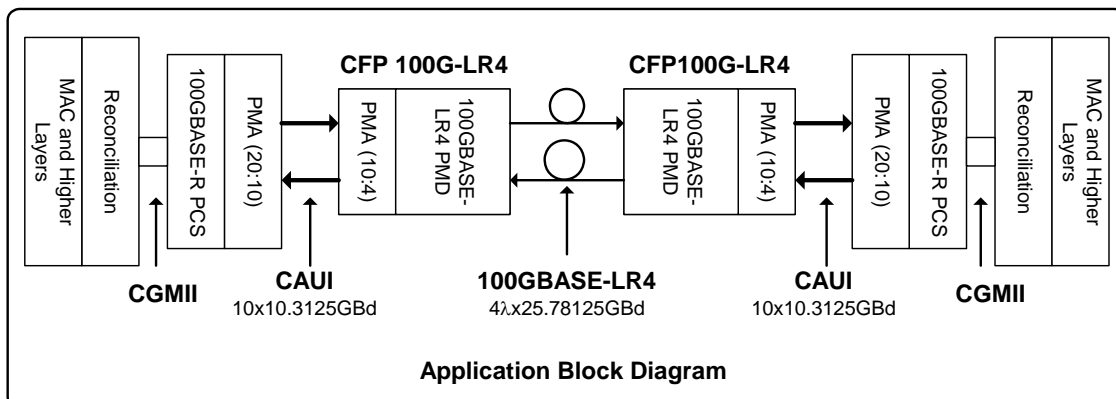 CFP 100G-LR4
CFP100G-LR4
MAC and Higher
Layers
Reconciliation
100GBASE-R PCS
PMA (20:10)
PMA (10:4)
100GBASE-
LR4 PMD
100GBASE-
LR4 PMD
PMA (10:4)
PMA (20:10)
100GBASE-R PCS
Reconciliation
MAC and Higher
Layers
CGMII
CAUI
10x10.3125GBd
100GBASE-LR4
4λx25.78125GBd
CAUI
10x10.3125GBd
CGMII
Application Block Diagram